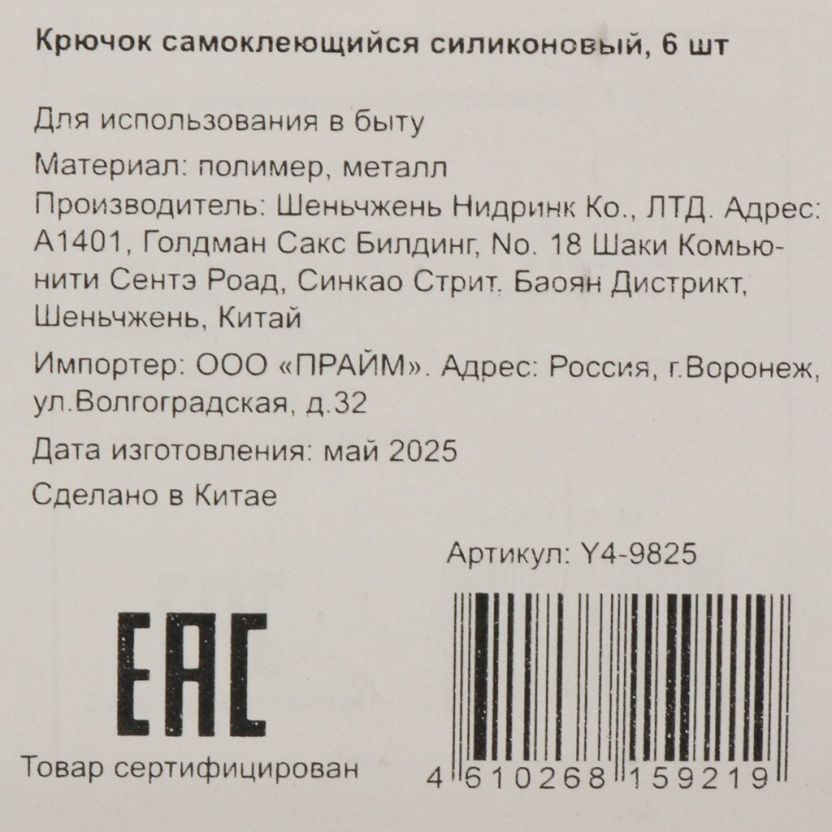 Крючок самоклеющийся силиконовый, 6 шт
Для использования в быту
Материал: полимер, металл
Производитель: Шеньчжень Нидринк Ко., ЛТД. Адрес:
А1401, Голдман Сакс Билдинг, No. 18 Шаки Комью-
нити Сентэ Роад, Синкао Стрит. Баоян Дистрикт,
Шеньчжень, Китай
Импортер: ООО «ПРАЙМ». Адрес: Россия, г.Воронеж,
ул.Волгоградская, д.32
Дата изготовления: май 2025
Сделано в Китае
Артикул: Y4-9825
EAC
Товар сертифицирован
4 610268 159219